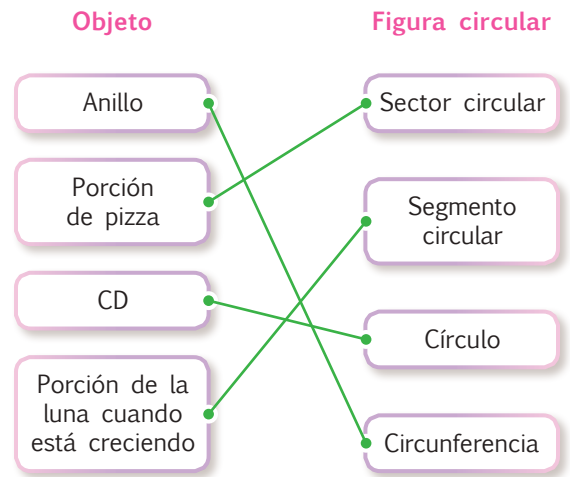 Objeto
Figura circular
Anillo
Sector circular
Porción
de pizza
Segmento
circular
CD
Círculo
Porción de la
luna cuando
está creciendo
Circunferencia